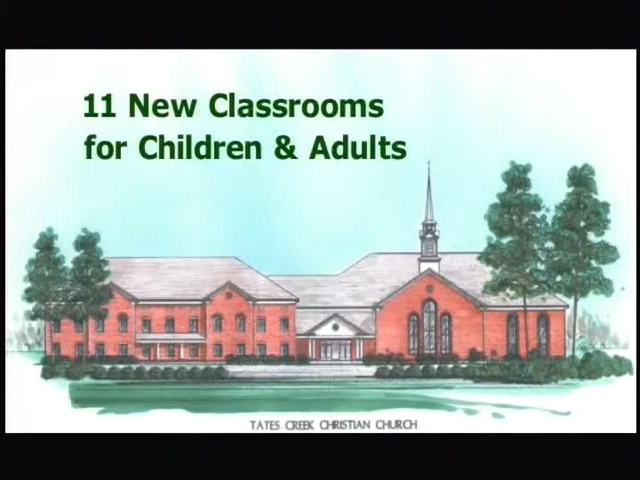 11 New Classrooms
for Children & Adults
TATES CREEK CHRISTIAN CHURCH